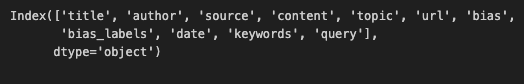 Index(['title', 'author', 'source', 'content', 'topic', 'url', 'bias',
       'bias_labels', 'date', 'keywords', 'query'],
      dtype='object')